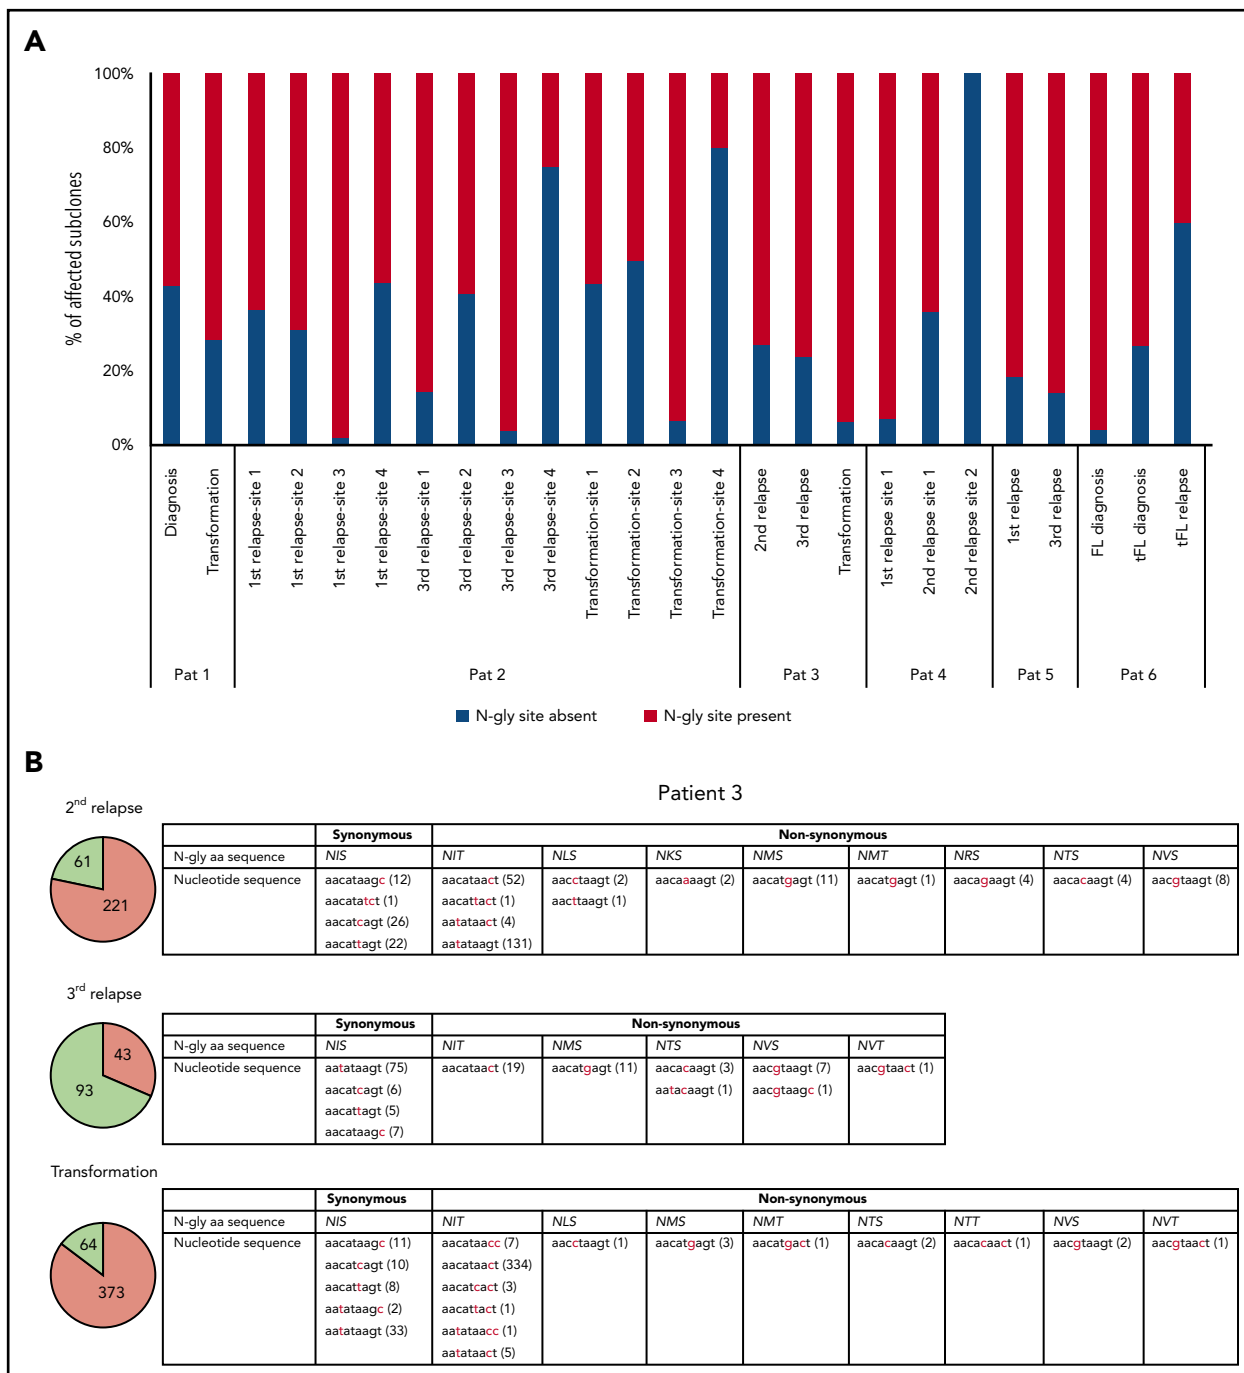 A
100%
80%
60%
40%
20%
0%
% of affected subclones
Diagnosis
Transformation
1st relapse-site 1
1st relapse-site 2
1st relapse-site 3
1st relapse-site 4
3rd relapse-site 1
3rd relapse-site 2
3rd relapse-site 3
3rd relapse-site 4
Transformation-site 1
Transformation-site 2
Transformation-site 3
Transformation-site 4
2nd relapse
3rd relapse
Transformation
1st relapse site 1
2nd relapse site 1
2nd relapse site 2
1st relapse
3rd relapse
FL diagnosis
tFL diagnosis
tFL relapse
Pat 1 Pat 2 Pat 3 Pat 4 Pat 5 Pat 6
N-gly site absent N-gly site present
B
Patient 3
2nd relapse
61
221
Synonymous Non-synonymous
N-gly aa sequence NIS NIT NLS NKS NMS NMT NRS NTS NVS
Nucleotide sequence aacataagc (12) aacataact (52) aacctaagt (2) aacaaaagt (2) aacatgagt (11) aacatgagt (1) aacagaagt (4) aacacaagt (4) aacgtaagt (8)
aacatatct (1) aacattact (1) aacttaagt (1)
aacatcagt (26) aatataact (4)
aacattagt (22) aatataagt (131)
3rd relapse
43
93
Synonymous Non-synonymous
N-gly aa sequence NIS NIT NMS NTS NVS NVT
Nucleotide sequence aatataagt (75) aacataact (19) aacatgagt (11) aacacaagt (3) aacgtaagt (7) aacgtaact (1)
aacatcagt (6) aatacaagt (1) aacgtaagc (1)
aacattagt (5)
aacataagc (7)
Transformation
64
373
Synonymous Non-synonymous
N-gly aa sequence NIS NIT NLS NMS NMT NTS NTT NVS NVT
Nucleotide sequence aacataagc (11) aacataacc (7) aacctaagt (1) aacatgagt (3) aacatgact (1) aacacaagt (2) aacacaact (1) aacgtaagt (2) aacgtaact (1)
aacatcagt (10) aacataact (334)
aacattagt (8) aacatcact (3)
aatataagc (2) aacattact (1)
aatataagt (33) aatataacc (1)
aatataact (5)